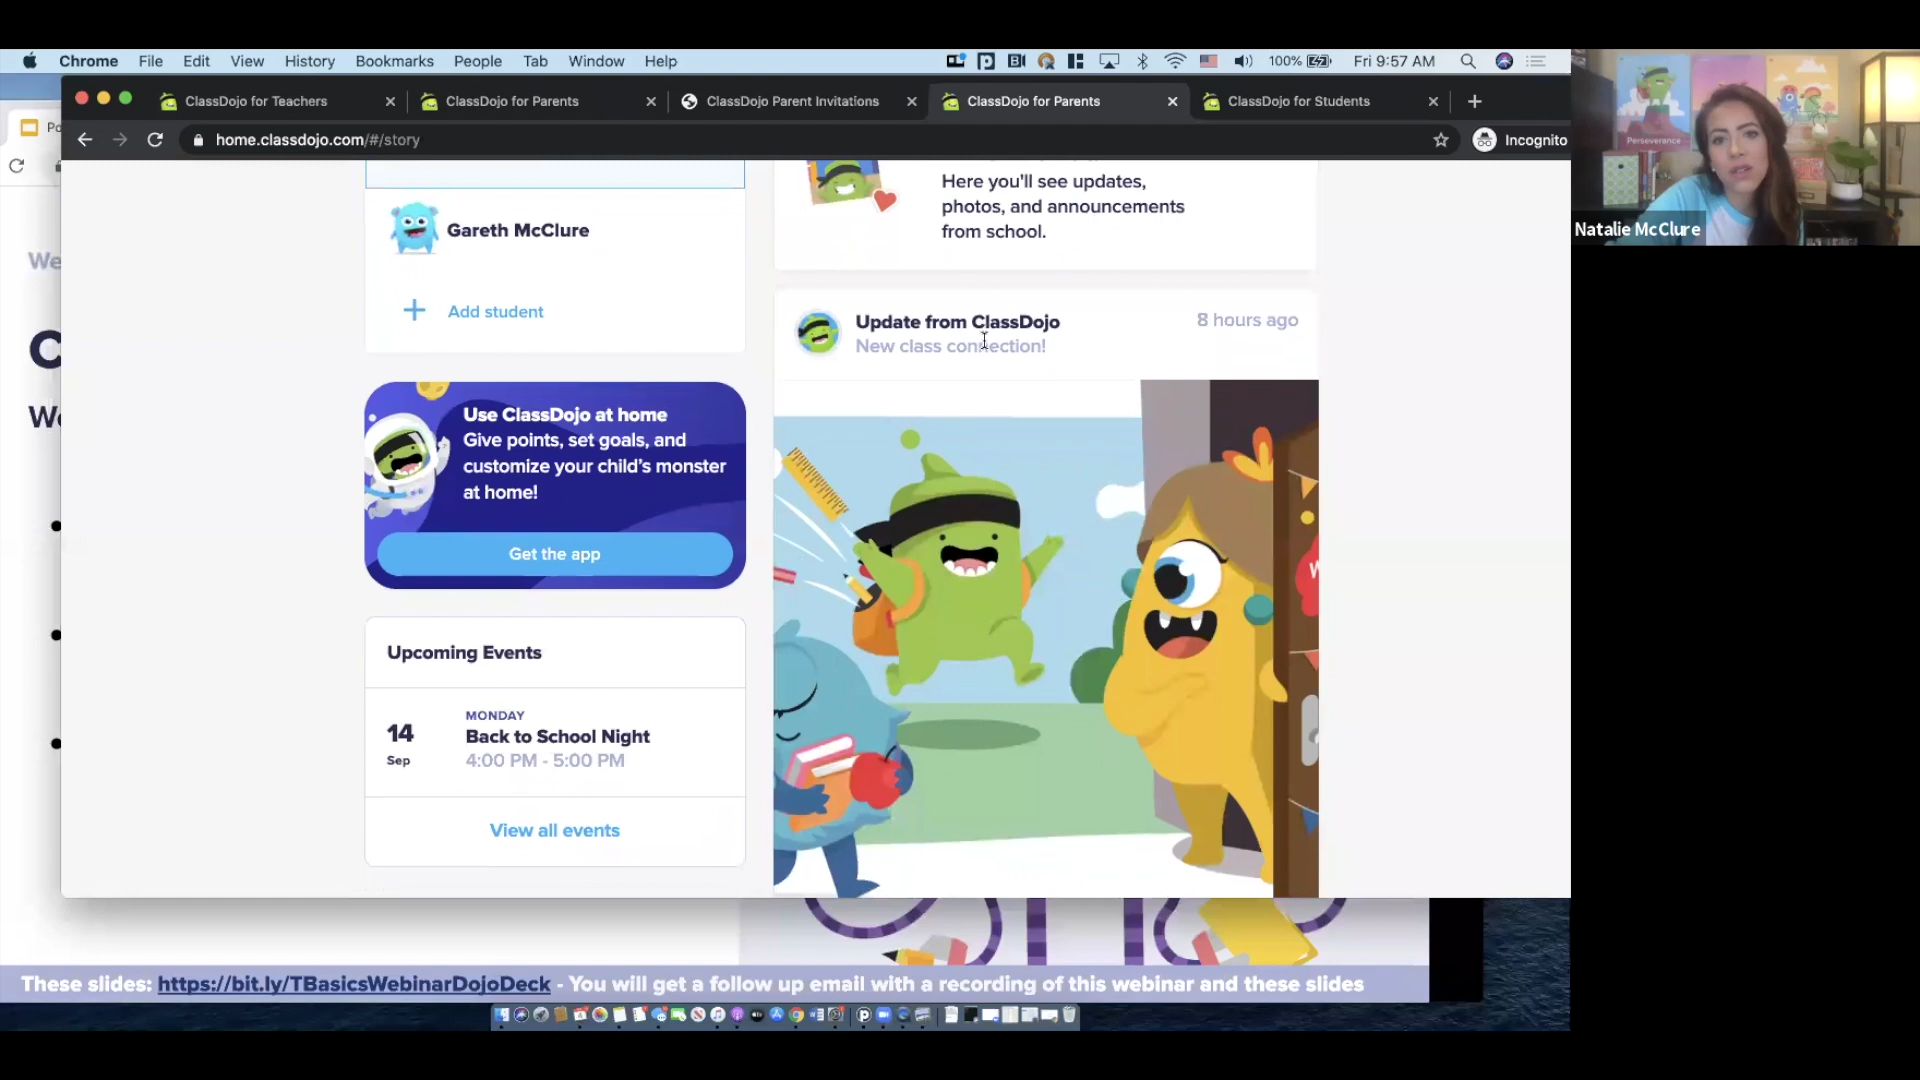 Chrome File Edit View History Bookmarks People Tab Window Help 100% Fri 9:57 AM
ClassDojo for Teachers ClassDojo for Parents ClassDojo Parent Invitations ClassDojo for Parents ClassDojo for Students
home.classdojo.com/#/story Incognito
Perseverance
Natalie McClure
Po
We
C
We
Gareth McClure
Add student
Use ClassDojo at home
Give points, set goals, and
customize your child's monster
at home!
Get the app
Upcoming Events
14
Sep
MONDAY
Back to School Night
4:00 PM - 5:00 PM
View all events
Here you'll see updates,
photos, and announcements
from school.
Update from ClassDojo
8 hours ago
New class connection!
W
These slides: https://bit.ly/TBasicsWebinarDojoDeck - You will get a follow up email with a recording of this webinar and these slides